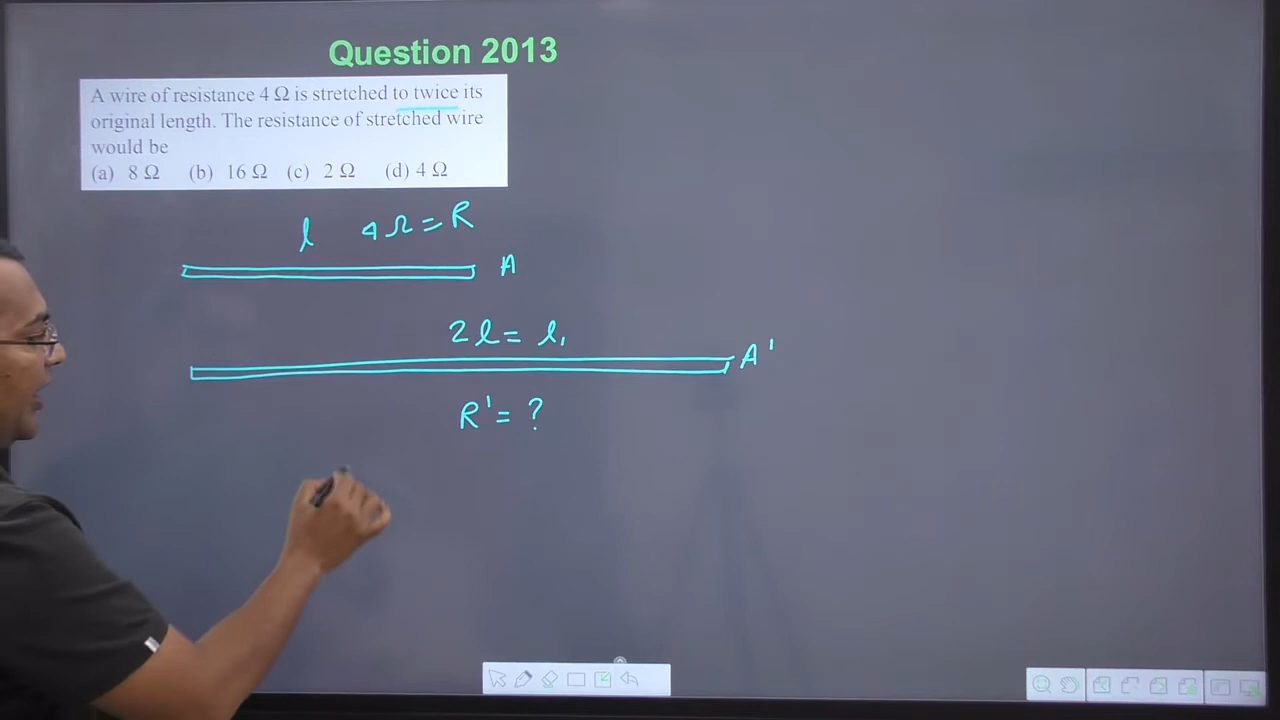 Question 2013
A wire of resistance 4 Ω is stretched to twice its
original length. The resistance of stretched wire
would be
(a) 8 Ω (b) 16 Ω (c) 2 Ω (d) 4 Ω
l 4 Ω = R
A
2l = l₁
A'
R' = ?